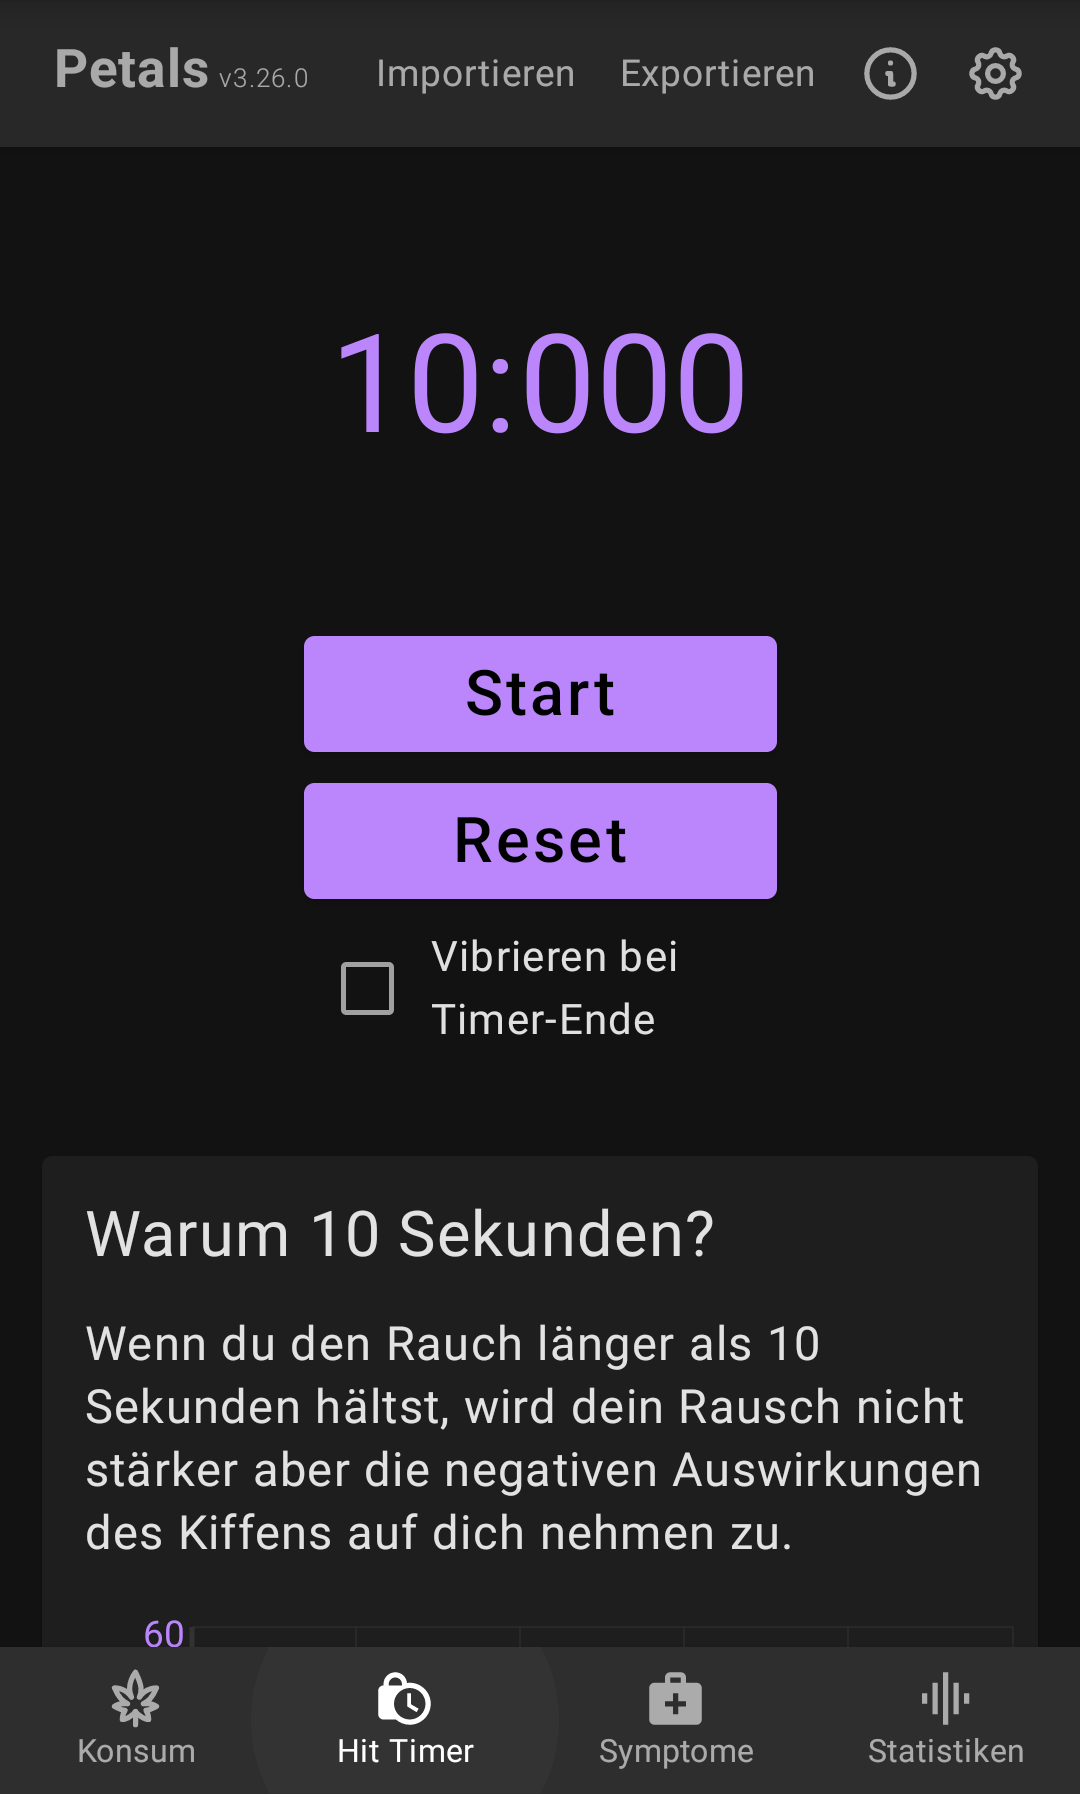 Petals v3.26.0 Importieren Exportieren
10:000
Start
Reset
Vibrieren bei
Timer-Ende
Warum 10 Sekunden?
Wenn du den Rauch länger als 10
Sekunden hältst, wird dein Rausch nicht
stärker aber die negativen Auswirkungen
des Kiffens auf dich nehmen zu.
60
Konsum Hit Timer Symptome Statistiken